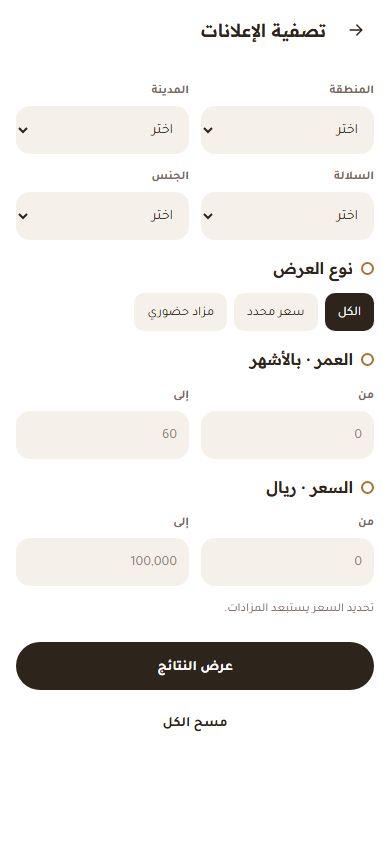 تصفية الإعلانات
المنطقة
المدينة
اختر
اختر
السلالة
الجنس
اختر
اختر
نوع العرض
الكل
سعر محدد
مزاد حضوري
العمر · بالأشهر
من
إلى
0
60
السعر · ريال
من
إلى
0
100,000
تحديد السعر يستبعد المزادات.
عرض النتائج
مسح الكل